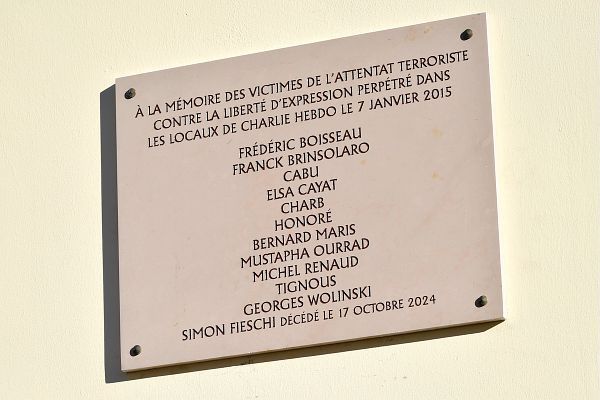 À LA MÉMOIRE DES VICTIMES DE L'ATTENTAT TERRORISTE
CONTRE LA LIBERTÉ D'EXPRESSION PERPÉTRÉ DANS
LES LOCAUX DE CHARLIE HEBDO LE 7 JANVIER 2015
FRÉDÉRIC BOISSEAU
FRANCK BRINSOLARO
CABU
ELSA CAYAT
CHARB
HONORÉ
BERNARD MARIS
MUSTAPHA OURRAD
MICHEL RENAUD
TIGNOUS
GEORGES WOLINSKI
SIMON FIESCHI DÉCÉDÉ LE 17 OCTOBRE 2024